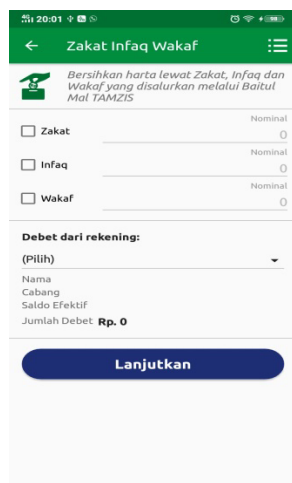 20:01
Zakat Infaq Wakaf
Bersihkan harta lewat Zakat, Infaq dan
Wakaf yang disalurkan melalui Baitul
Mal TAMZIS
Nominal
Zakat 0
Nominal
Infaq 0
Nominal
Wakaf 0
Debet dari rekening:
(Pilih)
Nama
Cabang
Saldo Efektif
Jumlah Debet Rp. 0
Lanjutkan